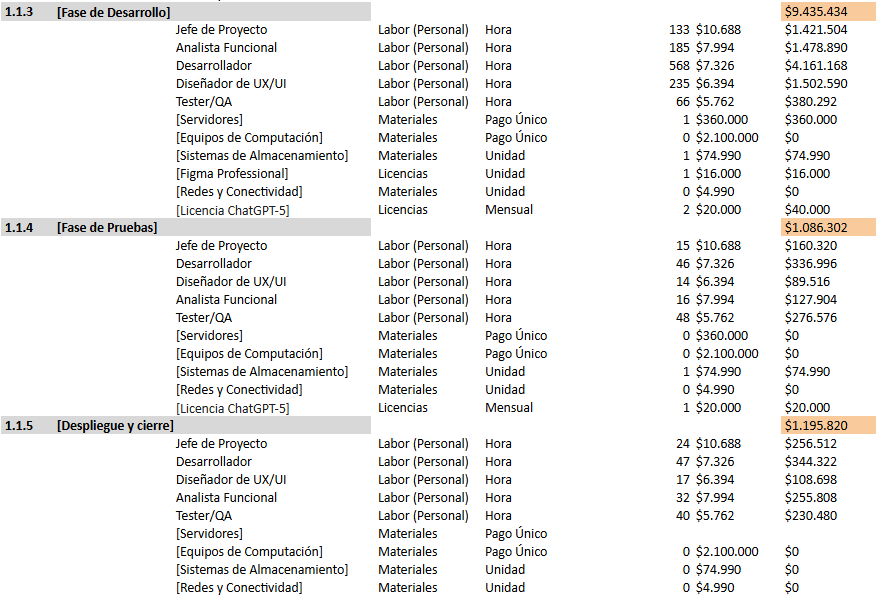 1.1.3 [Fase de Desarrollo] $9.435.434
Jefe de Proyecto Labor (Personal) Hora 133 $10.688 $1.421.504
Analista Funcional Labor (Personal) Hora 185 $7.994 $1.478.890
Desarrollador Labor (Personal) Hora 568 $7.326 $4.161.168
Diseñador de UX/UI Labor (Personal) Hora 235 $6.394 $1.502.590
Tester/QA Labor (Personal) Hora 66 $5.762 $380.292
[Servidores] Materiales Pago Único 1 $360.000 $360.000
[Equipos de Computación] Materiales Pago Único 0 $2.100.000 $0
[Sistemas de Almacenamiento] Materiales Unidad 1 $74.990 $74.990
[Figma Professional] Licencias Unidad 1 $16.000 $16.000
[Redes y Conectividad] Materiales Unidad 0 $4.990 $0
[Licencia ChatGPT-5] Licencias Mensual 2 $20.000 $40.000
1.1.4 [Fase de Pruebas] $1.086.302
Jefe de Proyecto Labor (Personal) Hora 15 $10.688 $160.320
Desarrollador Labor (Personal) Hora 46 $7.326 $336.996
Diseñador de UX/UI Labor (Personal) Hora 14 $6.394 $89.516
Analista Funcional Labor (Personal) Hora 16 $7.994 $127.904
Tester/QA Labor (Personal) Hora 48 $5.762 $276.576
[Servidores] Materiales Pago Único 0 $360.000 $0
[Equipos de Computación] Materiales Pago Único 0 $2.100.000 $0
[Sistemas de Almacenamiento] Materiales Unidad 1 $74.990 $74.990
[Redes y Conectividad] Materiales Unidad 0 $4.990 $0
[Licencia ChatGPT-5] Licencias Mensual 1 $20.000 $20.000
1.1.5 [Despliegue y cierre] $1.195.820
Jefe de Proyecto Labor (Personal) Hora 24 $10.688 $256.512
Desarrollador Labor (Personal) Hora 47 $7.326 $344.322
Diseñador de UX/UI Labor (Personal) Hora 17 $6.394 $108.698
Analista Funcional Labor (Personal) Hora 32 $7.994 $255.808
Tester/QA Labor (Personal) Hora 40 $5.762 $230.480
[Servidores] Materiales Pago Único
[Equipos de Computación] Materiales Pago Único 0 $2.100.000 $0
[Sistemas de Almacenamiento] Materiales Unidad 0 $74.990 $0
[Redes y Conectividad] Materiales Unidad 0 $4.990 $0